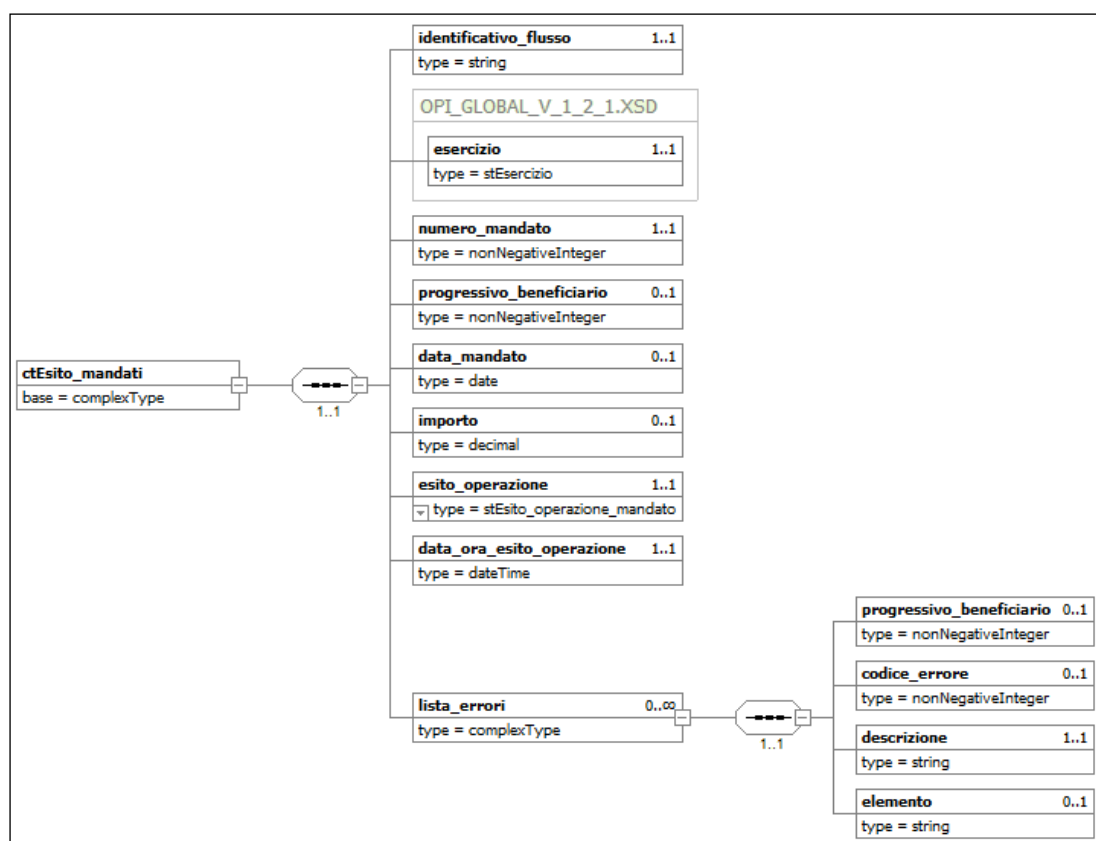 identificativo_flusso 1..1
type = string
OPI_GLOBAL_V_1_2_1.XSD
esercizio 1..1
type = stEsercizio
numero_mandato 1..1
type = nonNegativeInteger
progressivo_beneficiario 0..1
type = nonNegativeInteger
data_mandato 0..1
type = date
ctEsito_mandati
base = complexType
1..1
importo 0..1
type = decimal
esito_operazione 1..1
type = stEsito_operazione_mandato
data_ora_esito_operazione 1..1
type = dateTime
lista_errori 0..∞
type = complexType
1..1
progressivo_beneficiario 0..1
type = nonNegativeInteger
codice_errore 0..1
type = nonNegativeInteger
descrizione 1..1
type = string
elemento 0..1
type = string